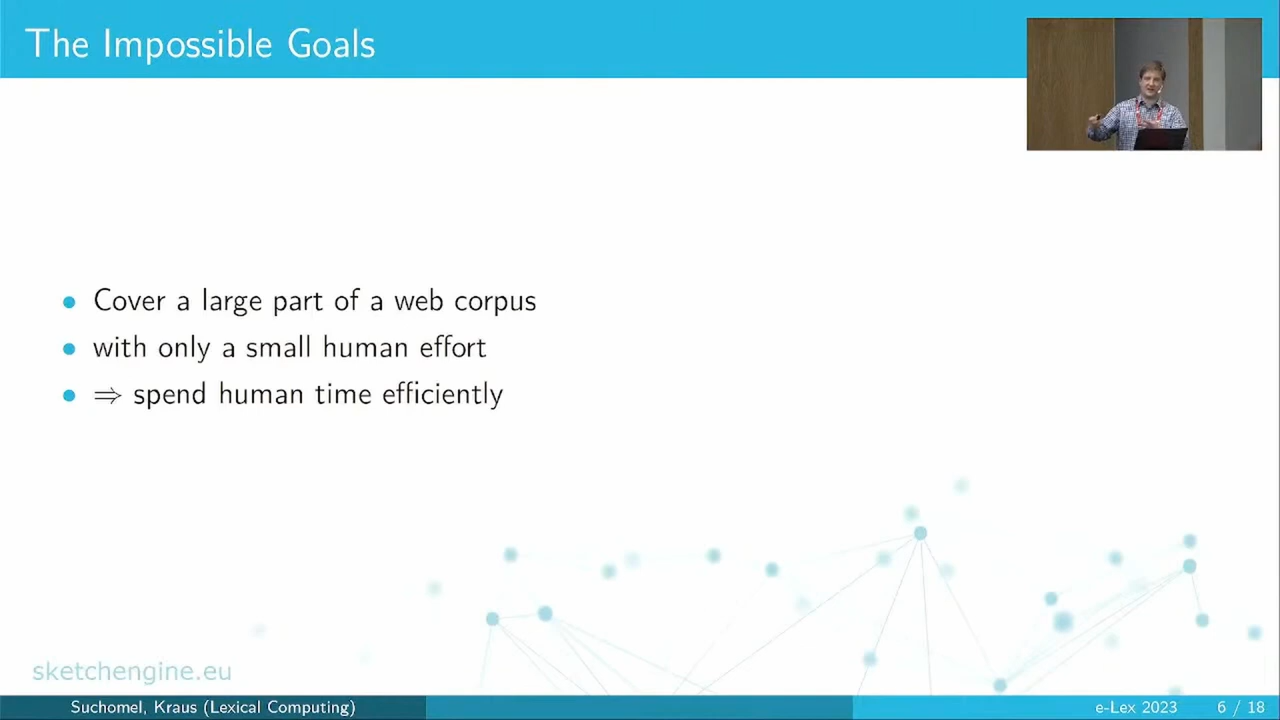 The Impossible Goals
Cover a large part of a web corpus
with only a small human effort
⇒ spend human time efficiently
sketchengine.eu
Suchomel, Kraus (Lexical Computing)
e-Lex 2023
6 / 18